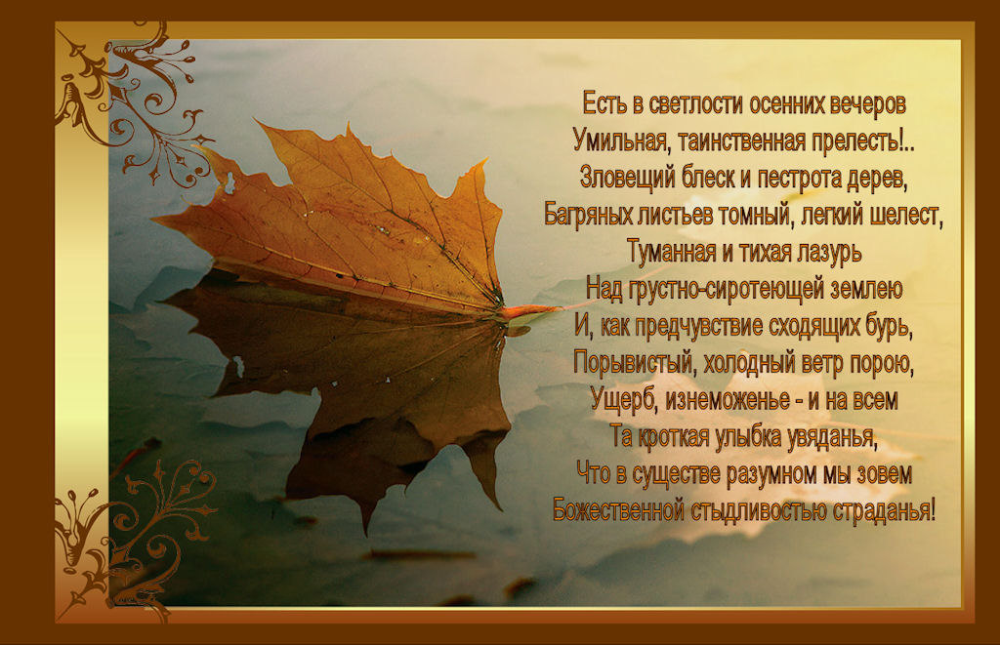 Есть в светлости осенних вечеров
Умильная, таинственная прелесть!..
Зловещий блеск и пестрота дерев,
Багряных листьев томный, легкий шелест,
Туманная и тихая лазурь
Над грустно-сиротеющей землею
И, как предчувствие сходящих бурь,
Порывистый, холодный ветр порою,
Ущерб, изнеможенье - и на всем
Та кроткая улыбка увяданья,
Что в существе разумном мы зовем
Божественной стыдливостью страданья!